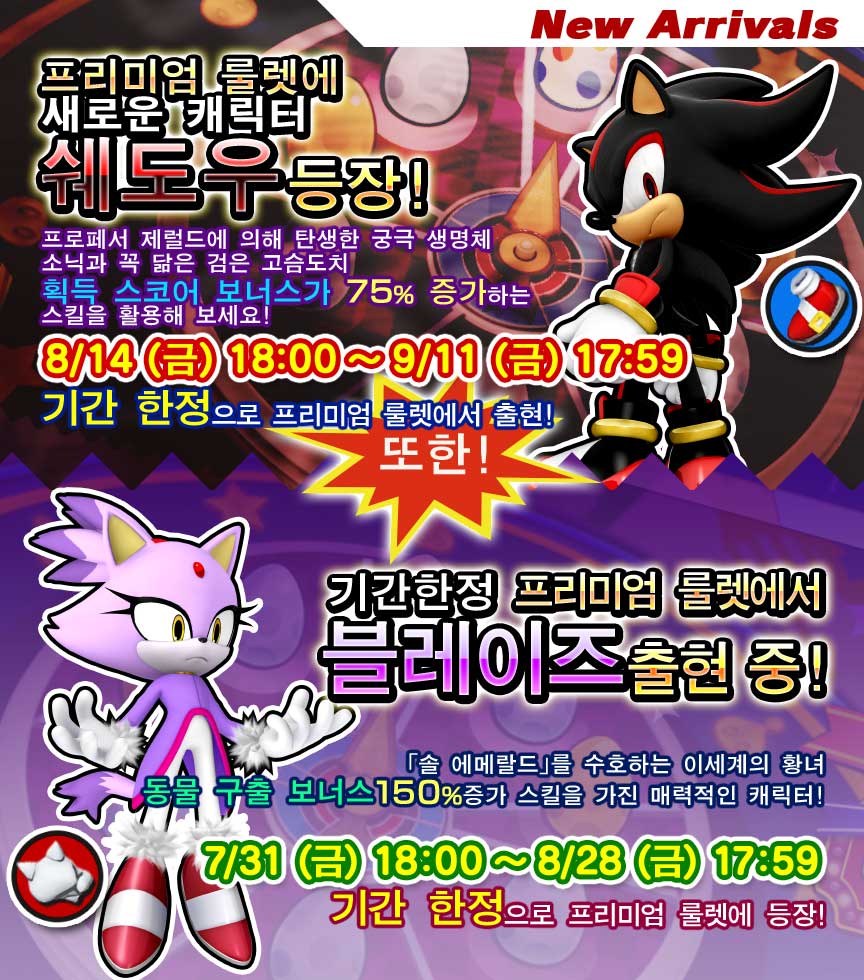 New Arrivals
프리미엄 룰렛에
새로운 캐릭터
쉐도우 등장!
프로페서 제럴드에 의해 탄생한 궁극 생명체
소닉과 꼭 닮은 검은 고슴도치
획득 스코어 보너스가 75% 증가하는
스킬을 활용해 보세요!
8/14 (금) 18:00 ~ 9/11 (금) 17:59
기간 한정으로 프리미엄 룰렛에서 출현!
또한!
기간한정 프리미엄 룰렛에서
블레이즈 출현 중!
「솔 에메랄드」를 수호하는 이세계의 황녀
동물 구출 보너스150%증가 스킬을 가진 매력적인 캐릭터!
7/31 (금) 18:00 ~ 8/28 (금) 17:59
기간 한정으로 프리미엄 룰렛에 등장!